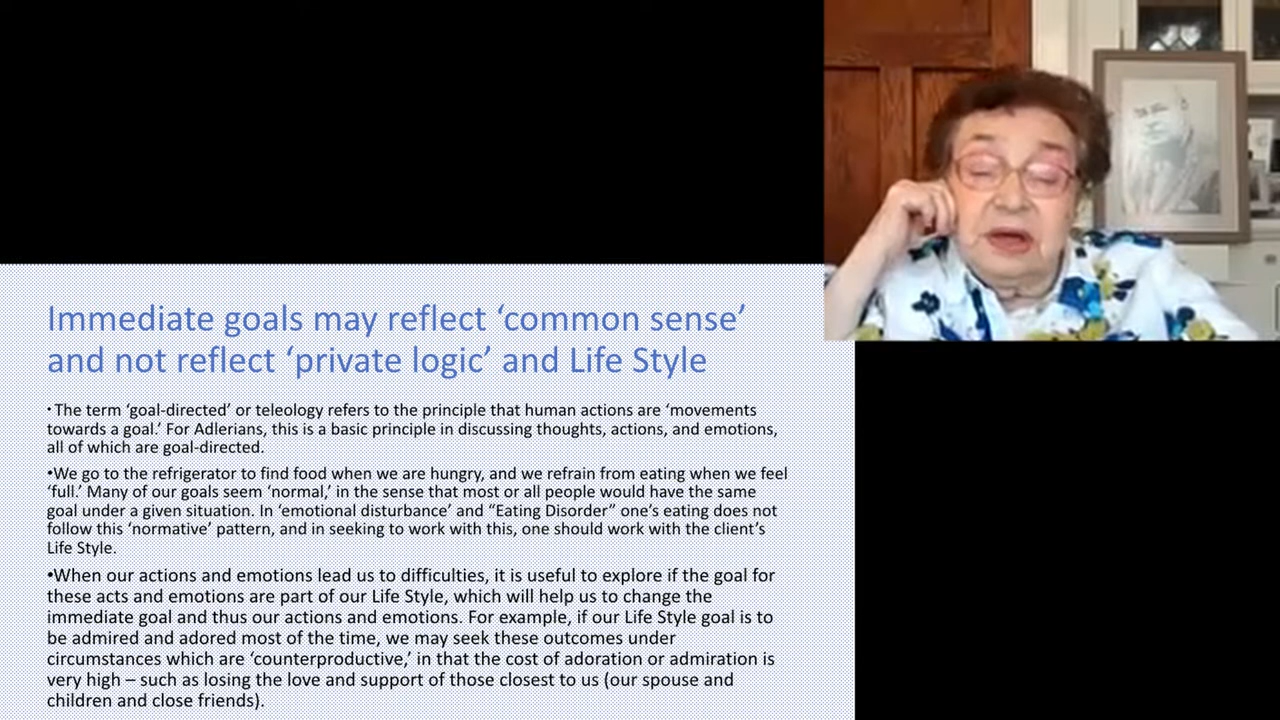 Immediate goals may reflect ‘common sense’
and not reflect ‘private logic’ and Life Style
•The term ‘goal-directed’ or teleology refers to the principle that human actions are ‘movements
towards a goal.’ For Adlerians, this is a basic principle in discussing thoughts, actions, and emotions,
all of which are goal-directed.
•We go to the refrigerator to find food when we are hungry, and we refrain from eating when we feel
‘full.’ Many of our goals seem ‘normal,’ in the sense that most or all people would have the same
goal under a given situation. In ‘emotional disturbance’ and “Eating Disorder” one’s eating does not
follow this ‘normative’ pattern, and in seeking to work with this, one should work with the client’s
Life Style.
•When our actions and emotions lead us to difficulties, it is useful to explore if the goal for
these acts and emotions are part of our Life Style, which will help us to change the
immediate goal and thus our actions and emotions. For example, if our Life Style goal is to
be admired and adored most of the time, we may seek these outcomes under
circumstances which are ‘counterproductive,’ in that the cost of adoration or admiration is
very high – such as losing the love and support of those closest to us (our spouse and
children and close friends).